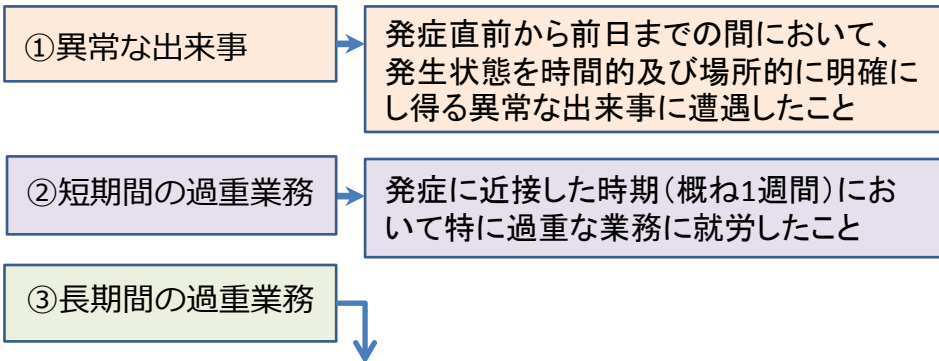 ①異常な出来事
発症直前から前日までの間において、
発生状態を時間的及び場所的に明確に
し得る異常な出来事に遭遇したこと
②短期間の過重業務
発症に近接した時期（概ね1週間）にお
いて特に過重な業務に就労したこと
③長期間の過重業務